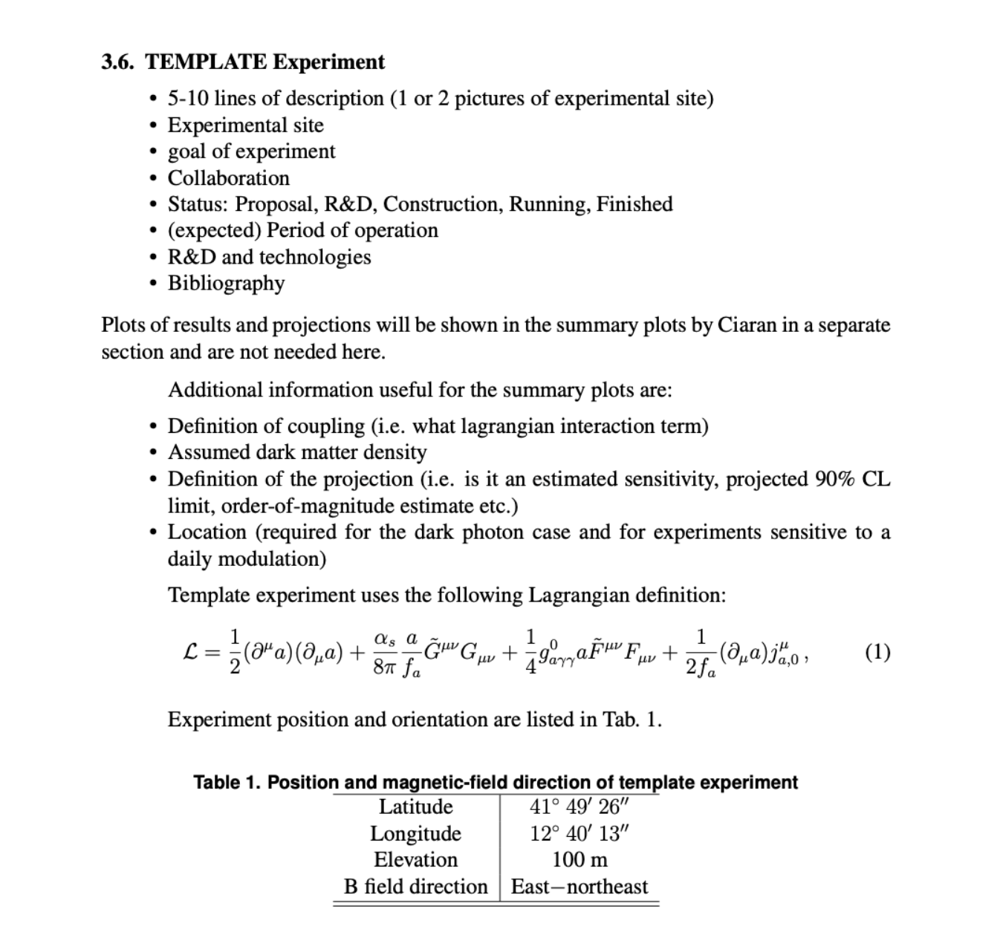 3.6. TEMPLATE Experiment
• 5-10 lines of description (1 or 2 pictures of experimental site)
• Experimental site
• goal of experiment
• Collaboration
• Status: Proposal, R&D, Construction, Running, Finished
• (expected) Period of operation
• R&D and technologies
• Bibliography
Plots of results and projections will be shown in the summary plots by Ciaran in a separate
section and are not needed here.
Additional information useful for the summary plots are:
• Definition of coupling (i.e. what lagrangian interaction term)
• Assumed dark matter density
• Definition of the projection (i.e. is it an estimated sensitivity, projected 90% CL
limit, order-of-magnitude estimate etc.)
• Location (required for the dark photon case and for experiments sensitive to a
daily modulation)
Template experiment uses the following Lagrangian definition:
$\mathcal{L} = \frac{1}{2}(\partial^\mu a)(\partial_\mu a) + \frac{\alpha_s}{8\pi}\frac{a}{f_a}\tilde{G}^{\mu\nu}G_{\mu\nu} + \frac{1}{4}g^0_{a\gamma\gamma}a\tilde{F}^{\mu\nu}F_{\mu\nu} + \frac{1}{2f_a}(\partial_\mu a)j^\mu_{a,0}\,,$ (1)
Experiment position and orientation are listed in Tab. 1.
Table 1. Position and magnetic-field direction of template experiment
Latitude 41° 49′ 26″
Longitude 12° 40′ 13″
Elevation 100 m
B field direction East–northeast